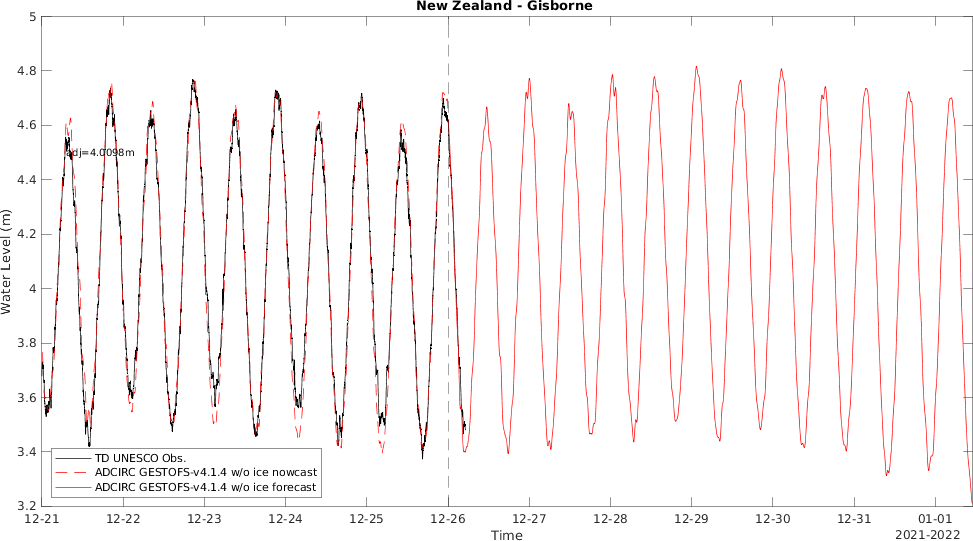 New Zealand - Gisborne
5
4.8
4.6
4.4
4.2
4
3.8
3.6
3.4
3.2
Water Level (m)
adj=4.0098m
TD UNESCO Obs.
ADCIRC GESTOFS-v4.1.4 w/o ice nowcast
ADCIRC GESTOFS-v4.1.4 w/o ice forecast
12-21 12-22 12-23 12-24 12-25 12-26 12-27 12-28 12-29 12-30 12-31 01-01
Time
2021-2022